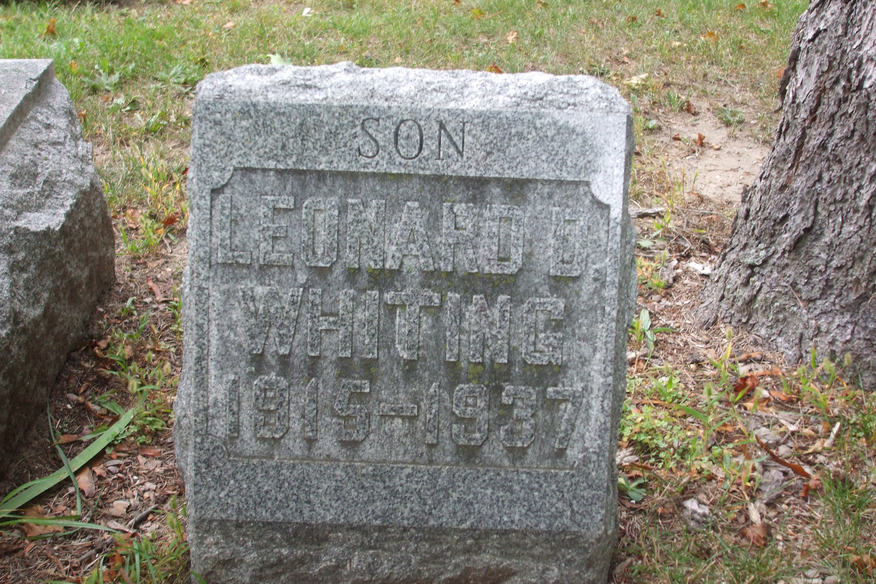 SON
LEONARD D
WHITING
1915-1937